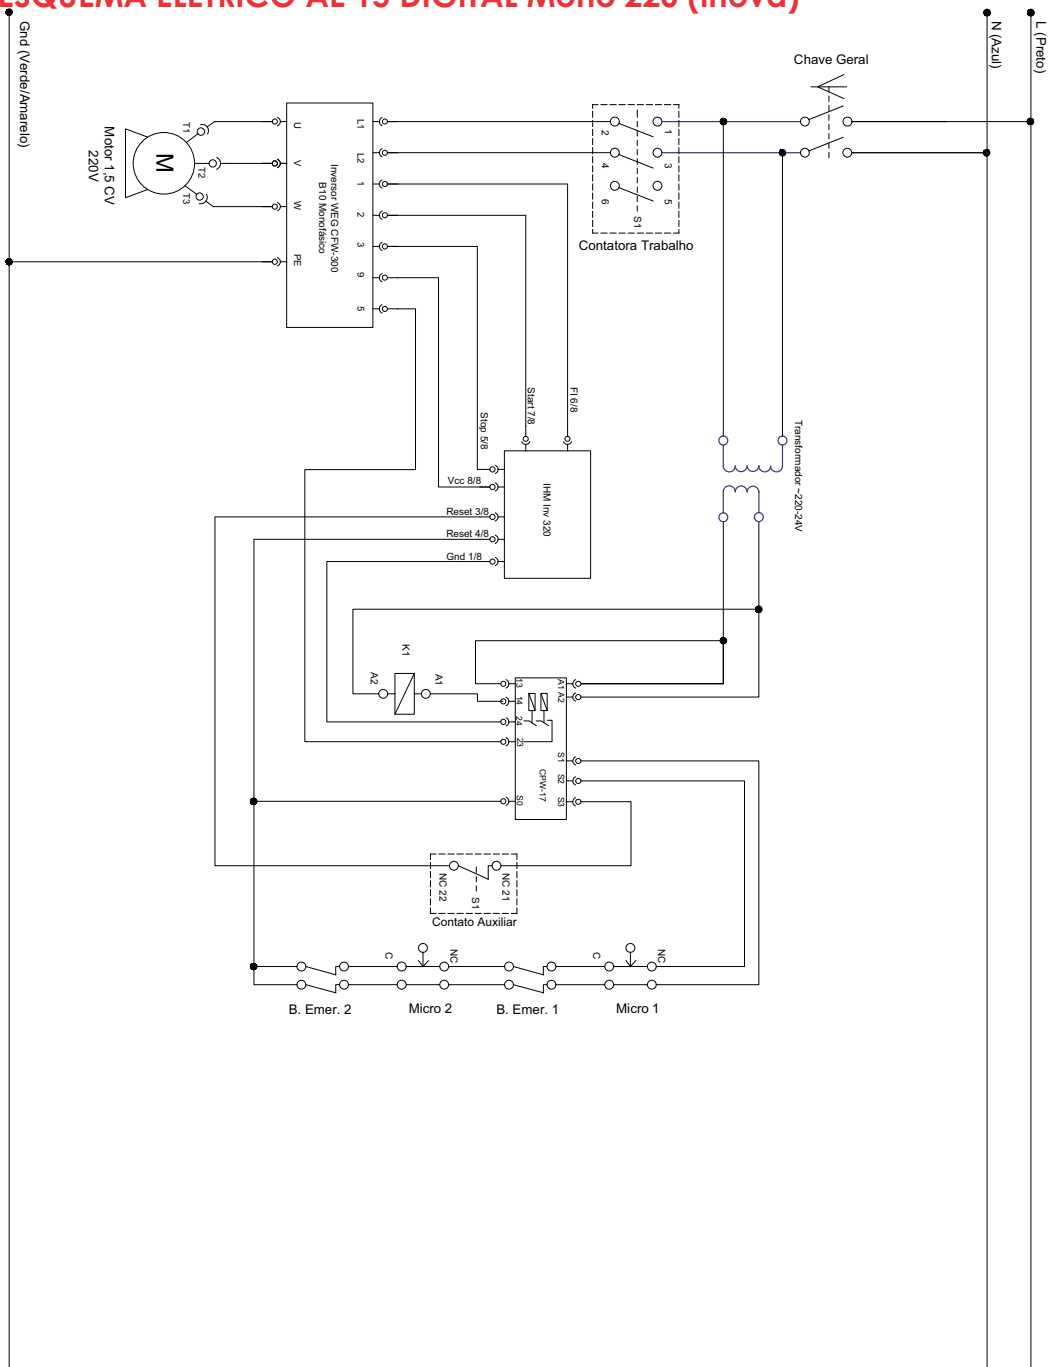 ESQUEMA ELÉTRICO AL 15 DIGITAL Mono 220 (Inova)
Gnd (Verde/Amarelo)
N (Azul)
L (Preto)
Chave Geral
T1
T2
T3
M
Motor 1,5 CV
220V
U
V
W
PE
Inversor WEG CFW-300
B10 Monofásico
L1
L2
1
2
3
9
5
2
4
6
1
3
5
S1
Contatora Trabalho
Stop 5/8
Start 7/8
FI 6/8
Vcc 8/8
Reset 3/8
Reset 4/8
Gnd 1/8
IHM Inv 320
Transformador ~220-24V
K1
A2
A1
13
14
24
23
S0
A1
A2
S1
S2
S3
CPW-17
NC 22
NC 21
S1
Contato Auxiliar
C
NC
C
NC
B. Emer. 2
Micro 2
B. Emer. 1
Micro 1